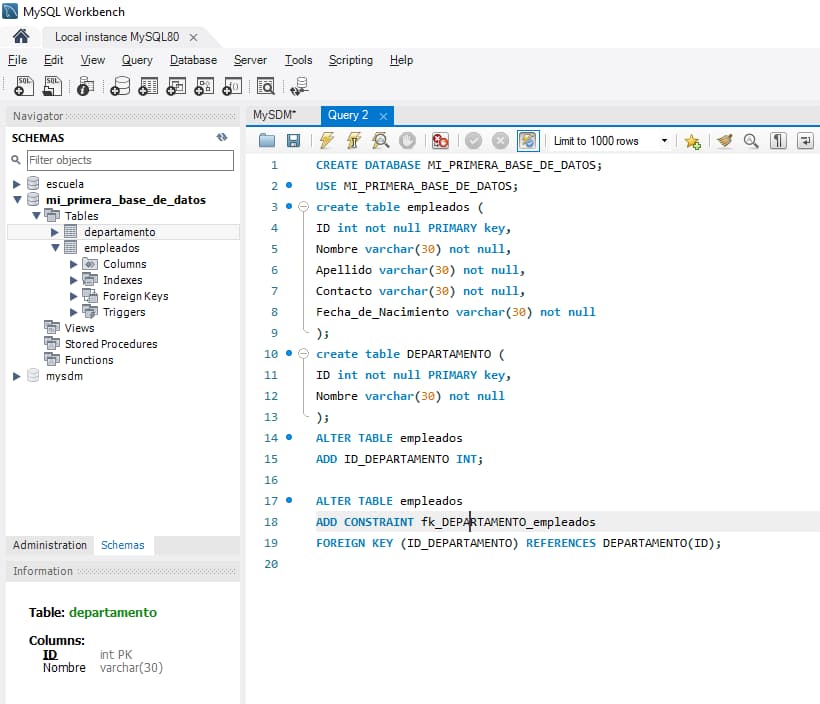 MySQL Workbench
Local instance MySQL80
File Edit View Query Database Server Tools Scripting Help
Navigator
SCHEMAS
Filter objects
escuela
mi_primera_base_de_datos
Tables
departamento
empleados
Columns
Indexes
Foreign Keys
Triggers
Views
Stored Procedures
Functions
mysdm
Administration Schemas
Information
Table: departamento
Columns:
ID int PK
Nombre varchar(30)
MySDM* Query 2
Limit to 1000 rows
1 CREATE DATABASE MI_PRIMERA_BASE_DE_DATOS;
2 USE MI_PRIMERA_BASE_DE_DATOS;
3 create table empleados (
4 ID int not null PRIMARY key,
5 Nombre varchar(30) not null,
6 Apellido varchar(30) not null,
7 Contacto varchar(30) not null,
8 Fecha_de_Nacimiento varchar(30) not null
9 );
10 create table DEPARTAMENTO (
11 ID int not null PRIMARY key,
12 Nombre varchar(30) not null
13 );
14 ALTER TABLE empleados
15 ADD ID_DEPARTAMENTO INT;
16
17 ALTER TABLE empleados
18 ADD CONSTRAINT fk_DEPARTAMENTO_empleados
19 FOREIGN KEY (ID_DEPARTAMENTO) REFERENCES DEPARTAMENTO(ID);
20